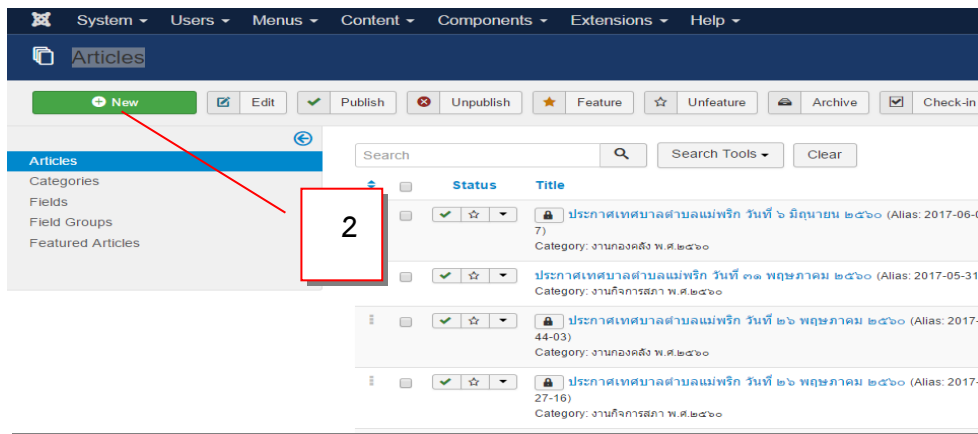 System Users Menus Content Components Extensions Help
Articles
New Edit Publish Unpublish Feature Unfeature Archive Check-in
Search Search Tools Clear
Articles
Categories
Fields
Field Groups
Featured Articles
Status Title
2
ประกาศเทศบาลตำบลแม่พริก วันที่ ๖ มิถุนายน ๒๕๖๐ (Alias: 2017-06-0
7)
Category: งานกองคลัง พ.ศ.๒๕๖๐
ประกาศเทศบาลตำบลแม่พริก วันที่ ๓๑ พฤษภาคม ๒๕๖๐ (Alias: 2017-05-31
Category: งานกิจการสภา พ.ศ.๒๕๖๐
ประกาศเทศบาลตำบลแม่พริก วันที่ ๒๖ พฤษภาคม ๒๕๖๐ (Alias: 2017-
44-03)
Category: งานกองคลัง พ.ศ.๒๕๖๐
ประกาศเทศบาลตำบลแม่พริก วันที่ ๒๖ พฤษภาคม ๒๕๖๐ (Alias: 2017-
27-16)
Category: งานกิจการสภา พ.ศ.๒๕๖๐